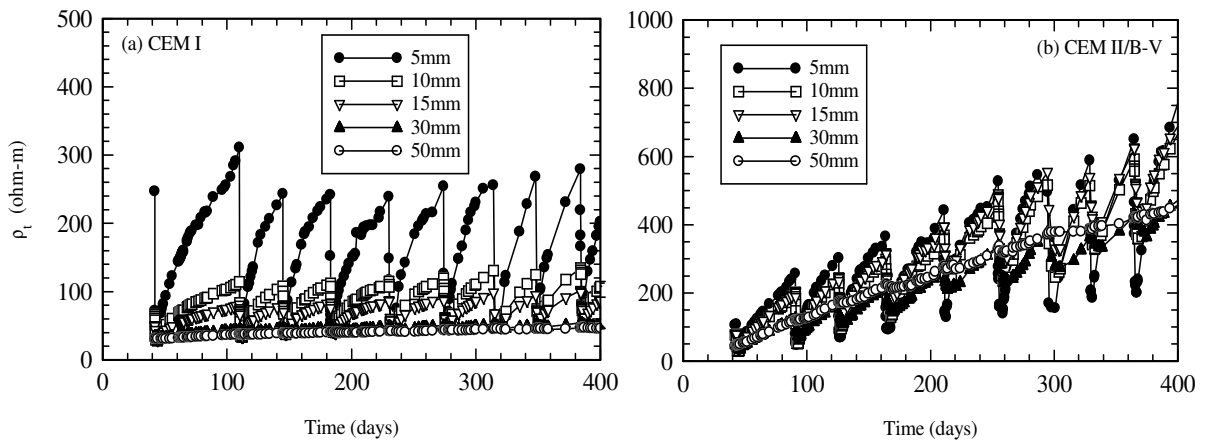 (a) CEM I
5mm
10mm
15mm
30mm
50mm
500
400
300
200
100
0
ρt (ohm-m)
0 100 200 300 400
Time (days)
(b) CEM II/B-V
5mm
10mm
15mm
30mm
50mm
1000
800
600
400
200
0
0 100 200 300 400
Time (days)